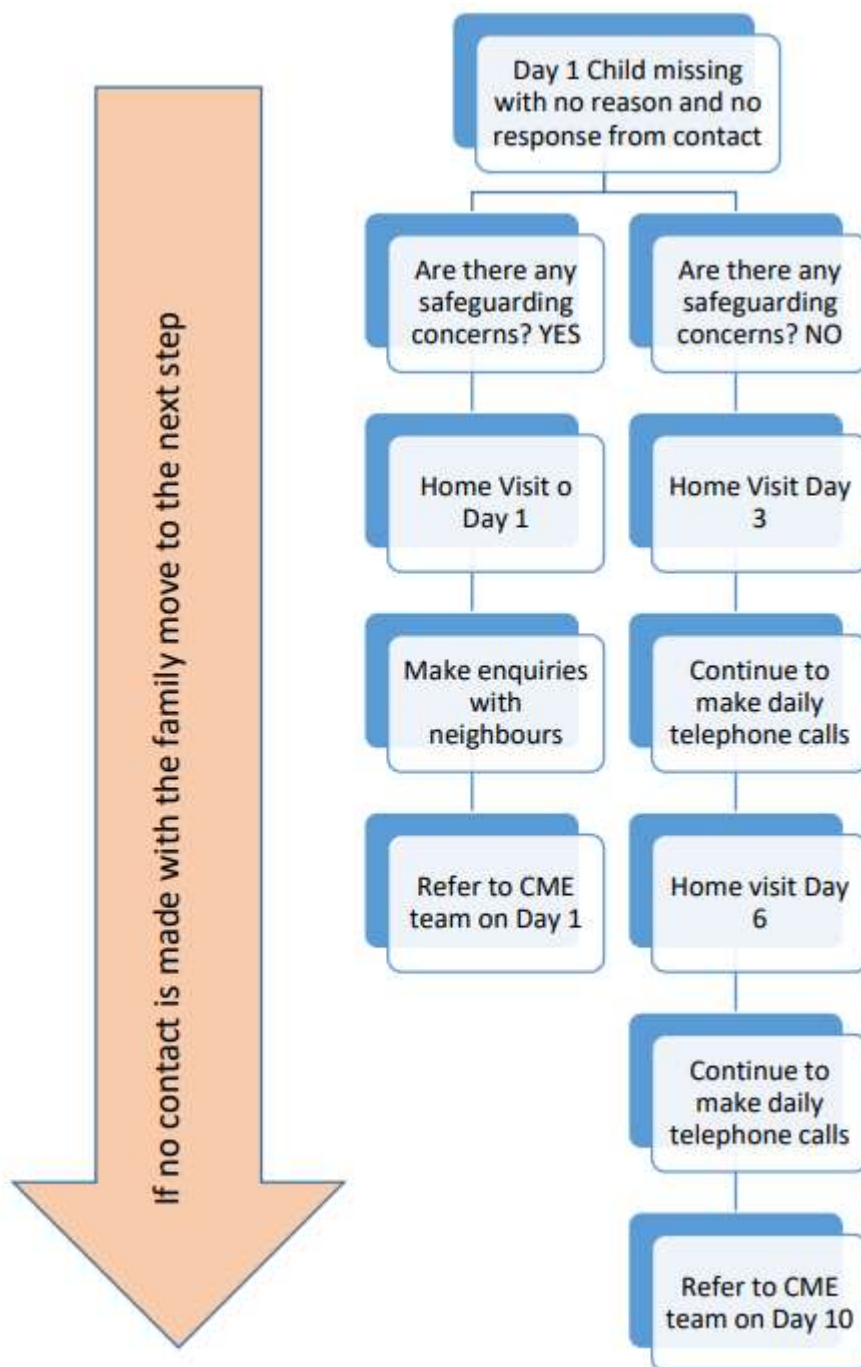 Day 1 Child missing
with no reason and no
response from contact
Are there any
safeguarding
concerns? YES
Home Visit o
Day 1
Make enquiries
with
neighbours
Refer to CME
team on Day 1
Are there any
safeguarding
concerns? NO
Home Visit Day
3
Continue to
make daily
telephone calls
Home visit Day
6
Continue to
make daily
telephone calls
Refer to CME
team on Day 10
If no contact is made with the family move to the next step